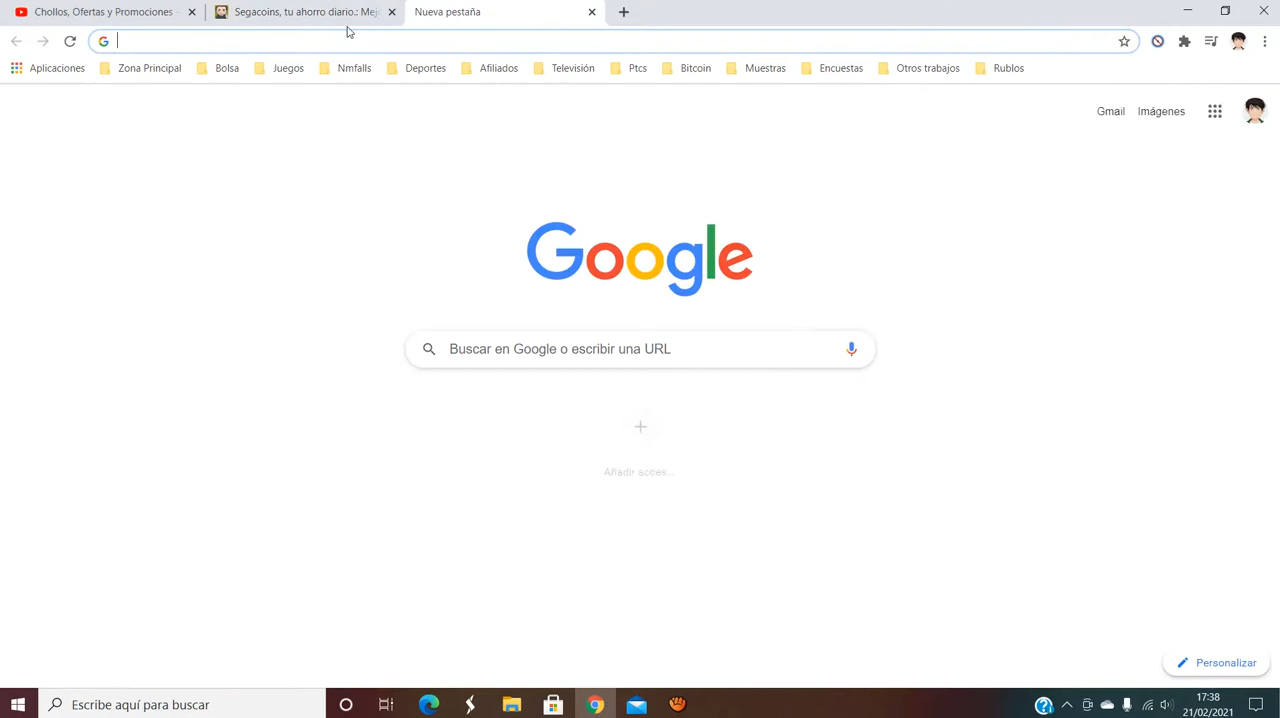 Chollos, Ofertas y Promociones -
Segacoins, tu ahorro diario.: Mej
Nueva pestaña
Aplicaciones
Zona Principal
Bolsa
Juegos
Nmfalls
Deportes
Afiliados
Televisión
Ptcs
Bitcoin
Muestras
Encuestas
Otros trabajos
Rublos
Gmail
Imágenes
Google
Buscar en Google o escribir una URL
Añadir acces...
Personalizar
Escribe aquí para buscar
17:38
21/02/2021